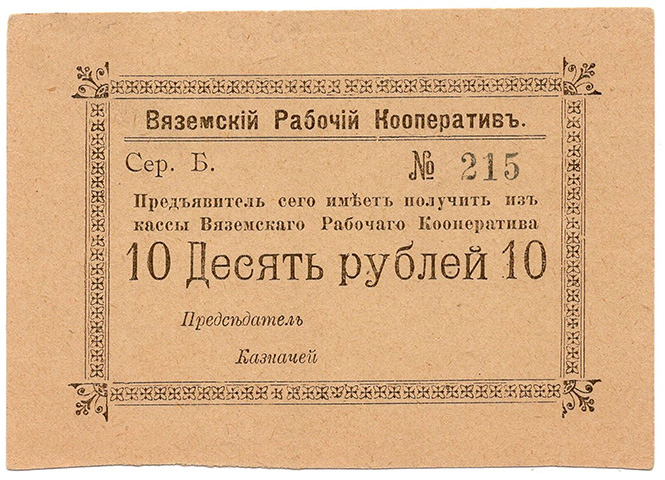 Вяземскій Рабочій Кооперативъ.
Сер. Б. № 215
Предъявитель сего имѣетъ получить изъ
кассы Вяземскаго Рабочаго Кооператива
10 Десять рублей 10
Предсѣдатель
Казначей